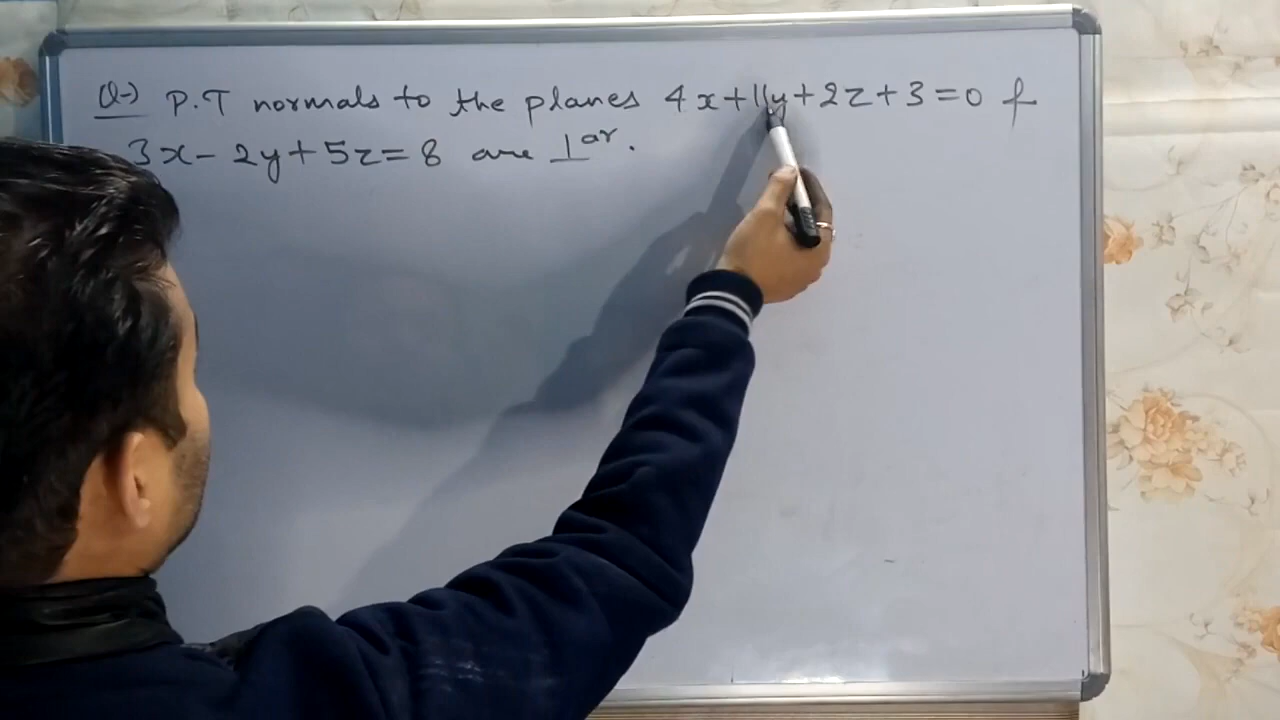 Q-) P.T normals to the planes 4x+11y+2z+3=0 &
3x-2y+5z=8 are ⊥ar.